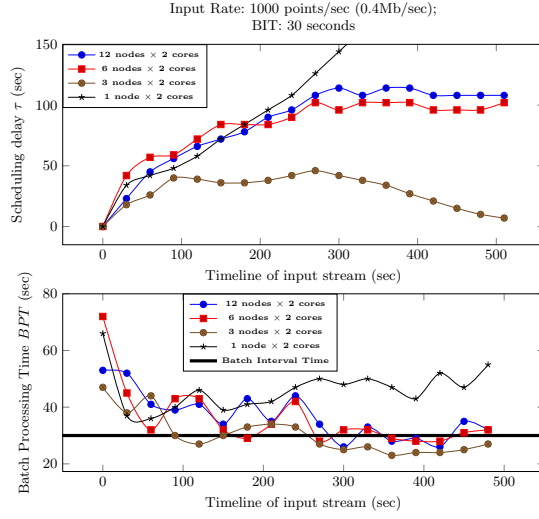 Input Rate: 1000 points/sec (0.4Mb/sec);
BIT: 30 seconds
Scheduling delay τ (sec)
150
100
50
0
12 nodes × 2 cores
6 nodes × 2 cores
3 nodes × 2 cores
1 node × 2 cores
0 100 200 300 400 500
Timeline of input stream (sec)
Batch Processing Time BPT (sec)
80
60
40
20
12 nodes × 2 cores
6 nodes × 2 cores
3 nodes × 2 cores
1 node × 2 cores
Batch Interval Time
0 100 200 300 400 500
Timeline of input stream (sec)